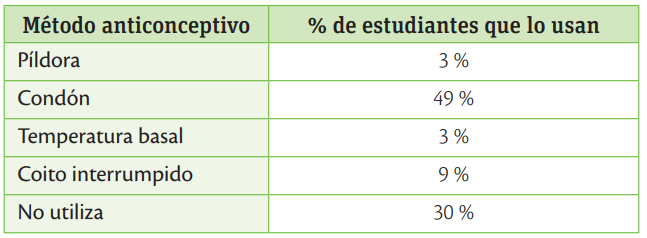 Método anticonceptivo % de estudiantes que lo usan
Píldora 3 %
Condón 49 %
Temperatura basal 3 %
Coito interrumpido 9 %
No utiliza 30 %